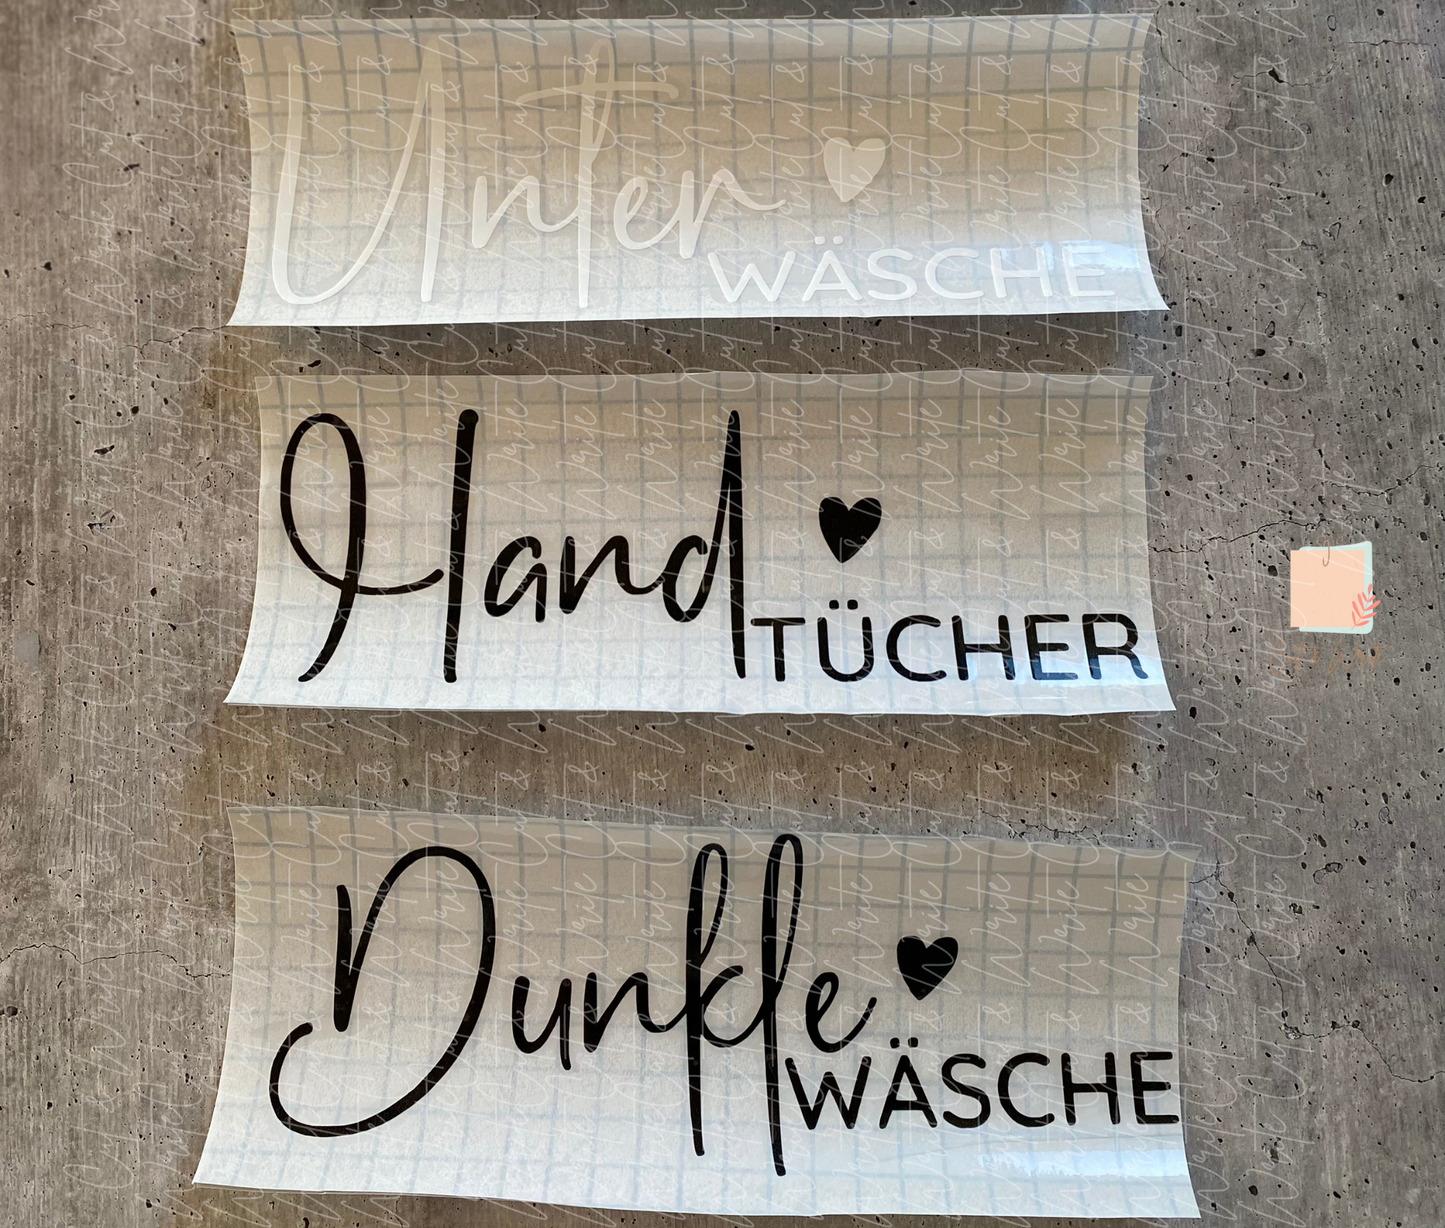 Unter
WÄSCHE
Hand
TÜCHER
Dunkle
WÄSCHE